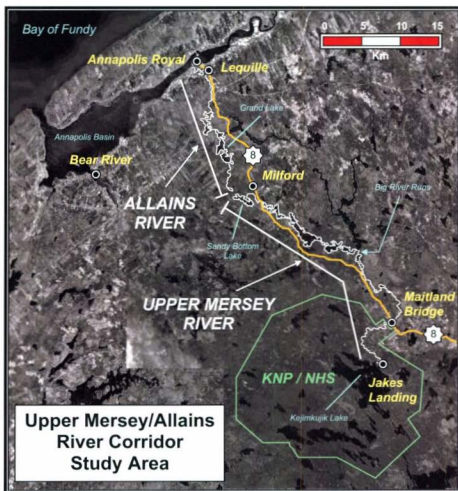 Bay of Fundy
0
5
10
15
Km
Annapolis Royal
Lequille
Grand Lake
Annapolis Basin
Bear River
8
Milford
Big River Runs
ALLAINS
RIVER
Sandy Bottom
Lake
UPPER MERSEY
RIVER
Maitland
Bridge
8
KNP / NHS
Jakes
Landing
Kejimkujik Lake
Upper Mersey/Allains
River Corridor
Study Area